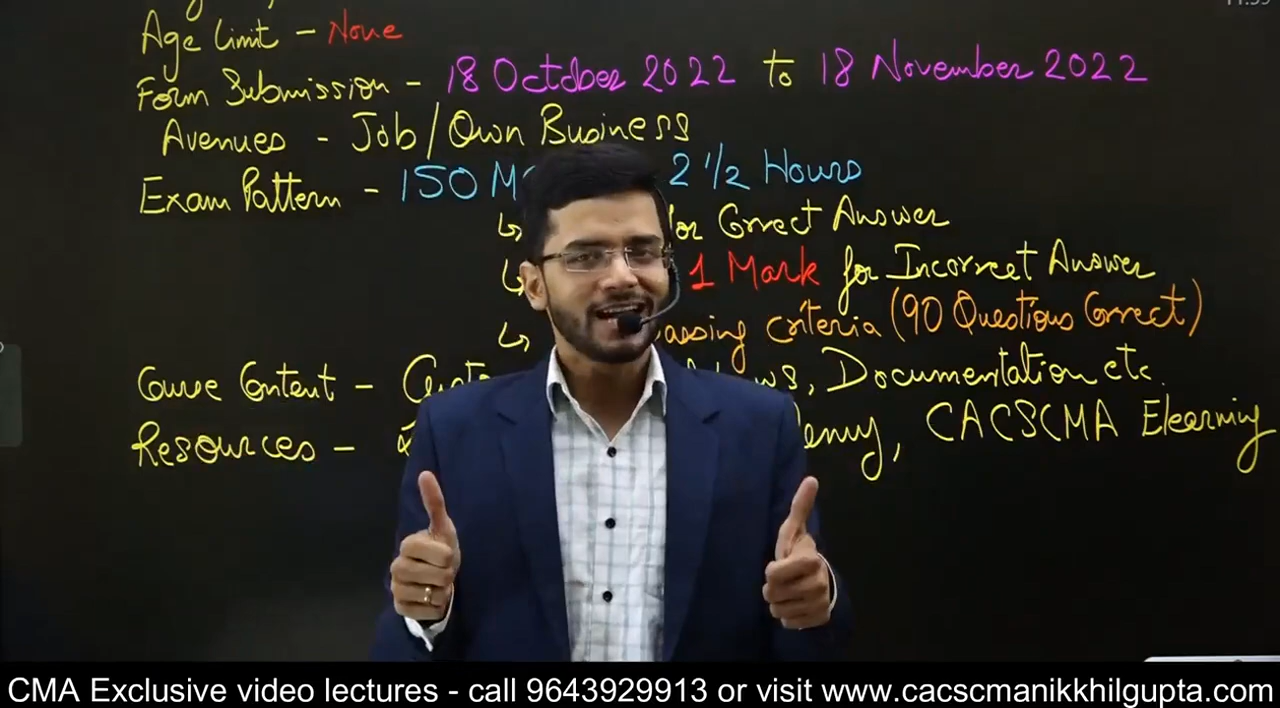 Age Limit - None
Form Submission - 18 October 2022 to 18 November 2022
Avenues - Job/Own Business
Exam Pattern - 150 2 1/2 Hours
for Correct Answer
1 Mark for Incorrect Answer
criteria (90 Questions Correct)
Course Content - Documentation etc.
Resources - CACSCMA Elearning
CMA Exclusive video lectures - call 9643929913 or visit www.cacscmanikkhilgupta.com